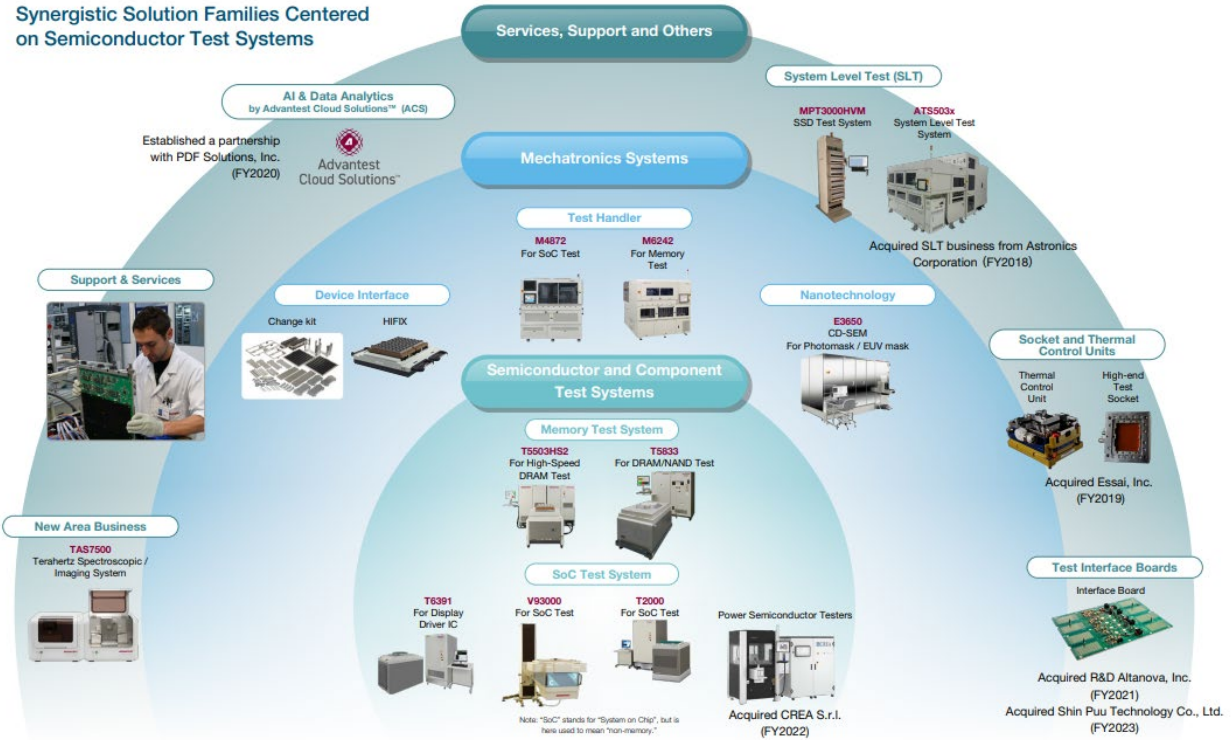 Synergistic Solution Families Centered
on Semiconductor Test Systems
Services, Support and Others
AI & Data Analytics
by Advantest Cloud Solutions™ (ACS)
Established a partnership
with PDF Solutions, Inc.
(FY2020)
Advantest
Cloud Solutions™
System Level Test (SLT)
MPT3000HVM
SSD Test System
ATS503x
System Level Test
System
Acquired SLT business from Astronics
Corporation (FY2018)
Mechatronics Systems
Test Handler
M4872
For SoC Test
M6242
For Memory
Test
Support & Services
Device Interface
Change kit
HIFIX
Nanotechnology
E3650
CD-SEM
For Photomask / EUV mask
Socket and Thermal
Control Units
Thermal
Control
Unit
High-end
Test
Socket
Acquired Essai, Inc.
(FY2019)
Semiconductor and Component
Test Systems
Memory Test System
T5503HS2
For High-Speed
DRAM Test
T5833
For DRAM/NAND Test
New Area Business
TAS7500
Terahertz Spectroscopic /
Imaging System
SoC Test System
T6391
For Display
Driver IC
V93000
For SoC Test
T2000
For SoC Test
Power Semiconductor Testers
Acquired CREA S.r.l.
(FY2022)
Note: “SoC” stands for “System on Chip”, but is
here used to mean “non-memory.”
Test Interface Boards
Interface Board
Acquired R&D Altanova, Inc.
(FY2021)
Acquired Shin Puu Technology Co., Ltd.
(FY2023)